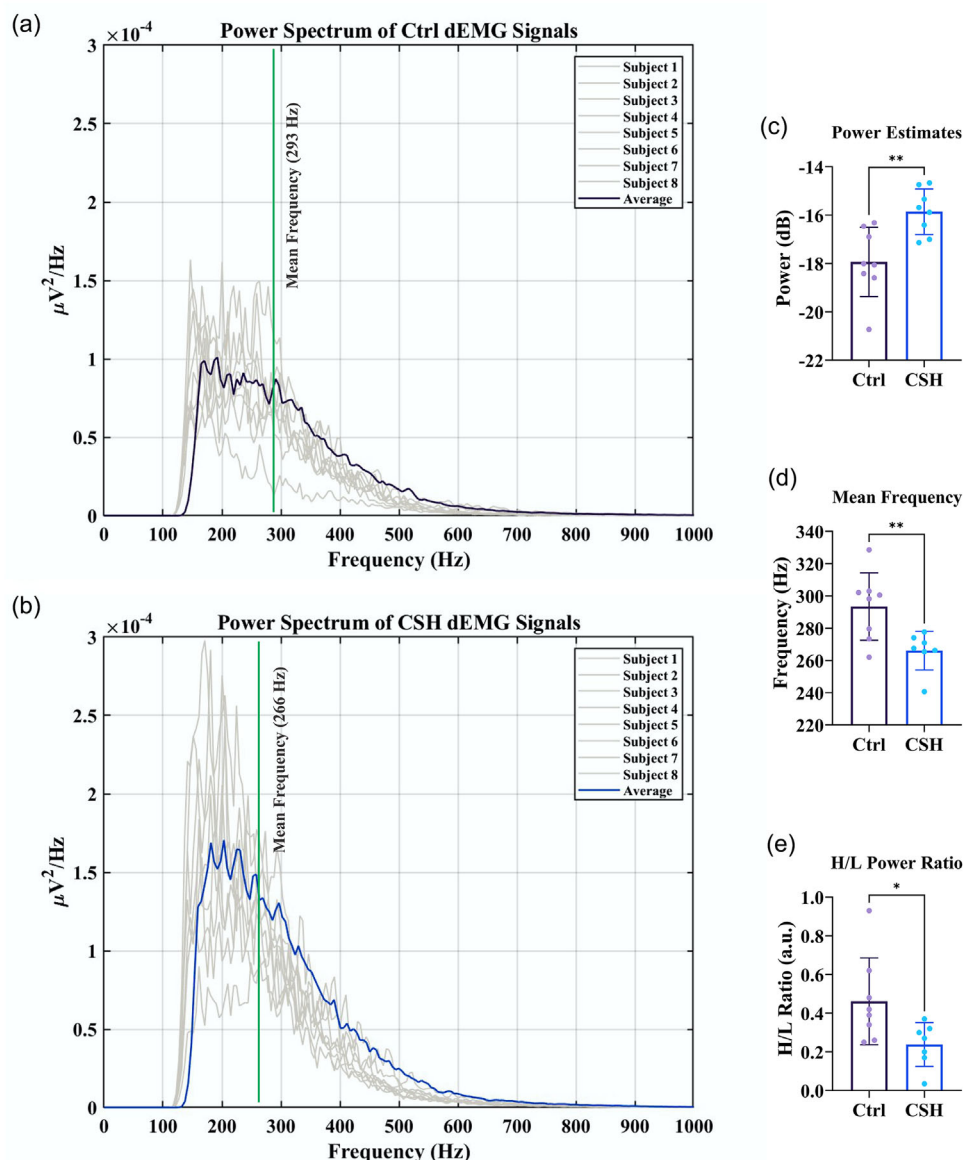 (a)
Power Spectrum of Ctrl dEMG Signals
×10⁻⁴
3
2.5
2
1.5
1
0.5
0
μV²/Hz
Mean Frequency (293 Hz)
Subject 1
Subject 2
Subject 3
Subject 4
Subject 5
Subject 6
Subject 7
Subject 8
Average
0 100 200 300 400 500 600 700 800 900 1000
Frequency (Hz)
(b)
Power Spectrum of CSH dEMG Signals
×10⁻⁴
3
2.5
2
1.5
1
0.5
0
μV²/Hz
Mean Frequency (266 Hz)
Subject 1
Subject 2
Subject 3
Subject 4
Subject 5
Subject 6
Subject 7
Subject 8
Average
0 100 200 300 400 500 600 700 800 900 1000
Frequency (Hz)
(c)
Power Estimates
**
-14
-16
-18
-20
-22
Power (dB)
Ctrl CSH
(d)
Mean Frequency
**
340
320
300
280
260
240
220
Frequency (Hz)
Ctrl CSH
(e)
H/L Power Ratio
*
1.0
0.8
0.6
0.4
0.2
0.0
H/L Ratio (a.u.)
Ctrl CSH